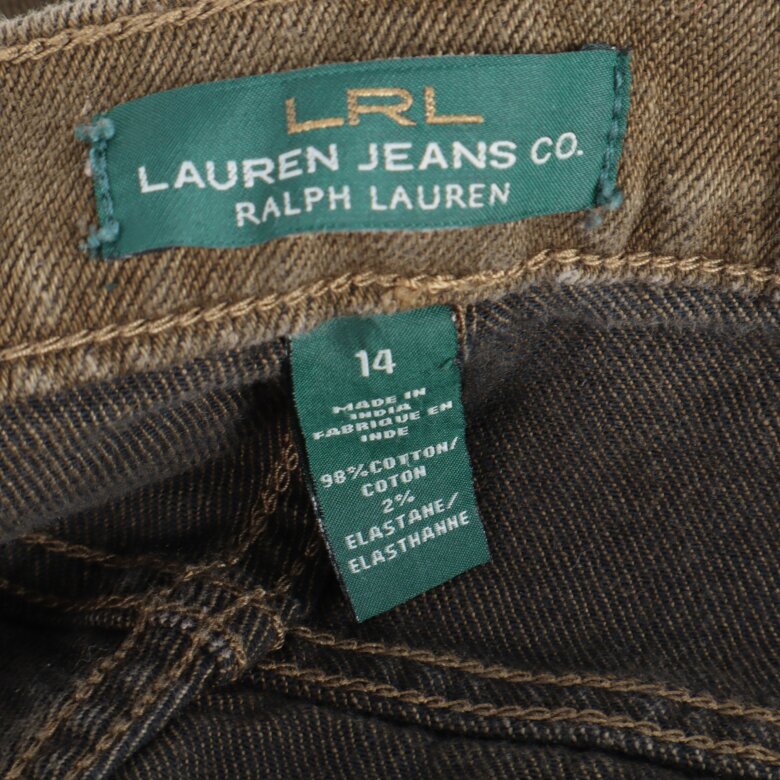 LRL
LAUREN JEANS CO.
RALPH LAUREN
14
MADE IN
INDIA
FABRIQUE EN
INDE
98%COTTON/
COTON
2%
ELASTANE/
ELASTHANNE